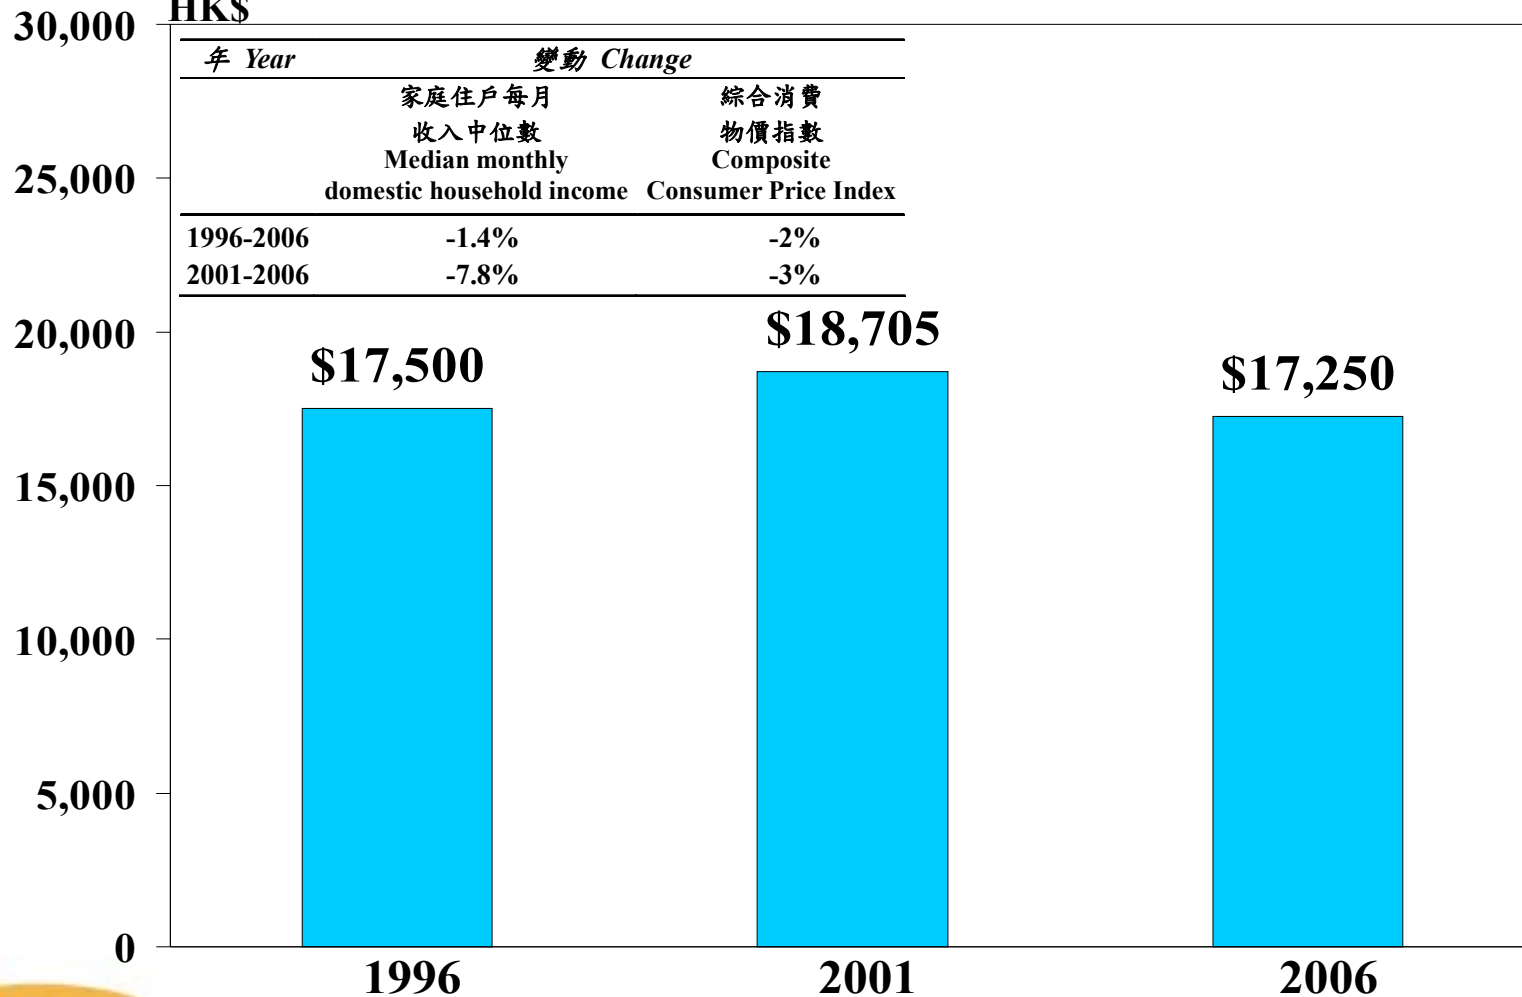 HK$
30,000
25,000
20,000
15,000
10,000
5,000
0
年 Year 變動 Change
家庭住戶每月 綜合消費
收入中位數 物價指數
Median monthly Composite
domestic household income Consumer Price Index
1996-2006 -1.4% -2%
2001-2006 -7.8% -3%
$17,500 $18,705 $17,250
1996 2001 2006